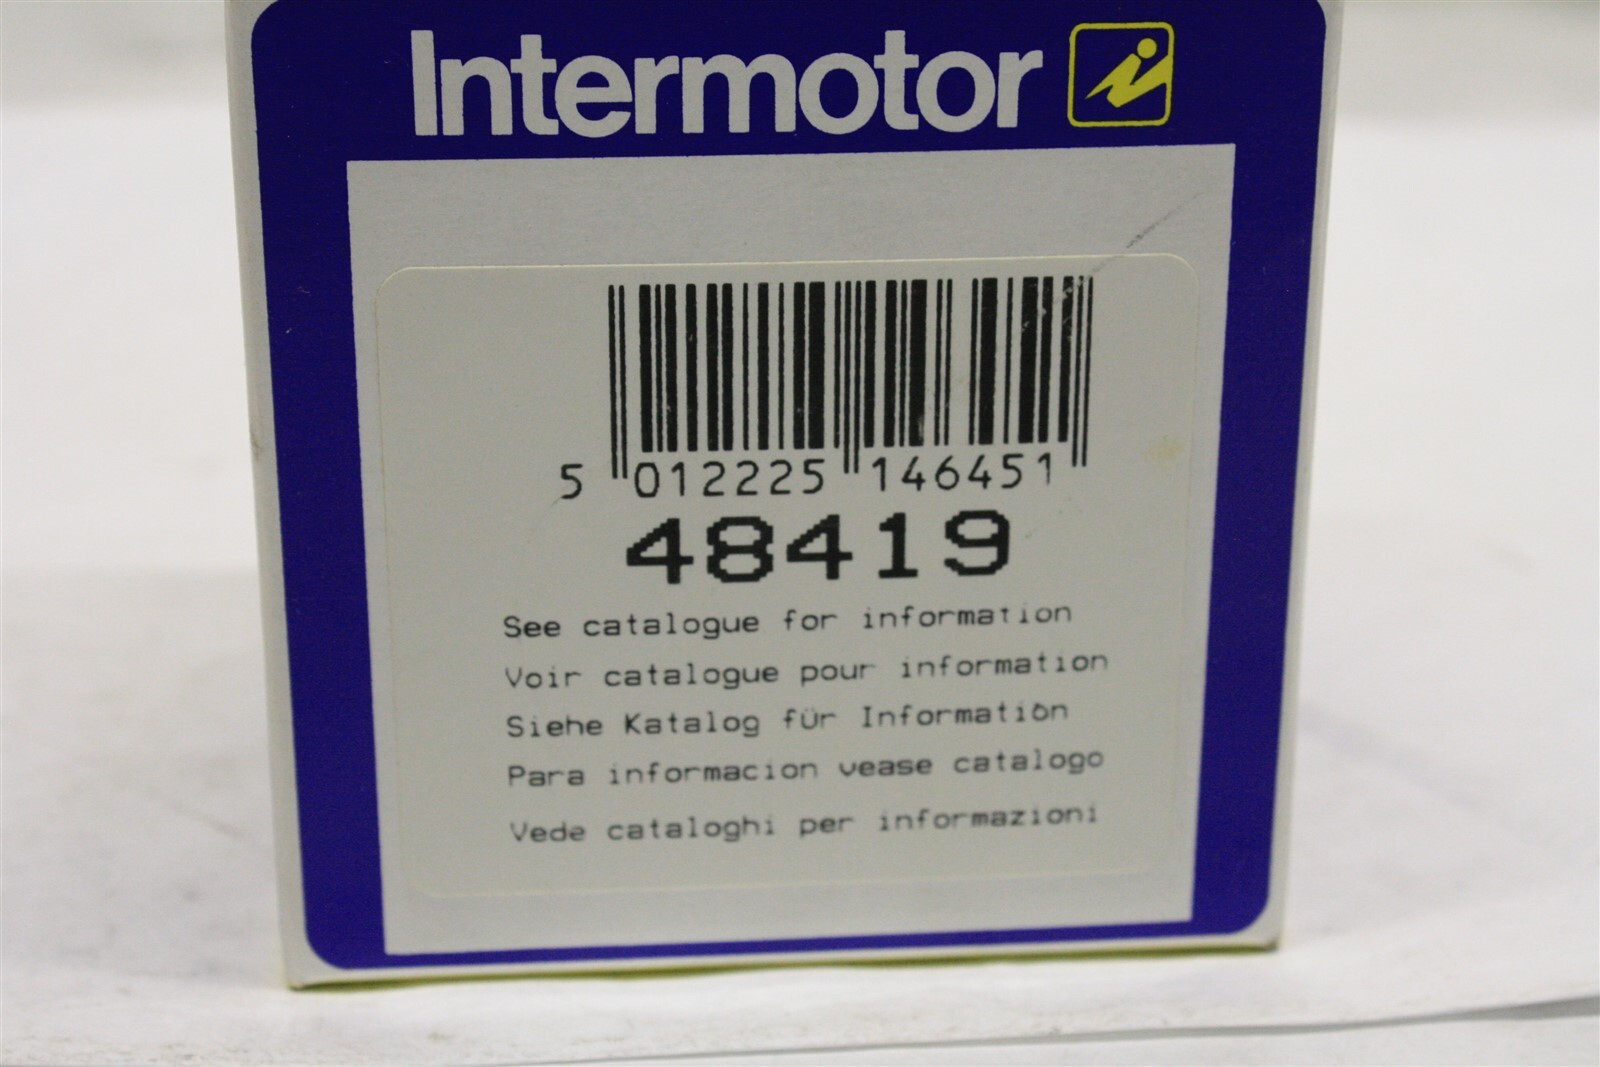 Intermotor
5 012225 146451
48419
See catalogue for information
Voir catalogue pour information
Siehe Katalog für Information
Para informacion vease catalogo
Vede cataloghi per informazioni